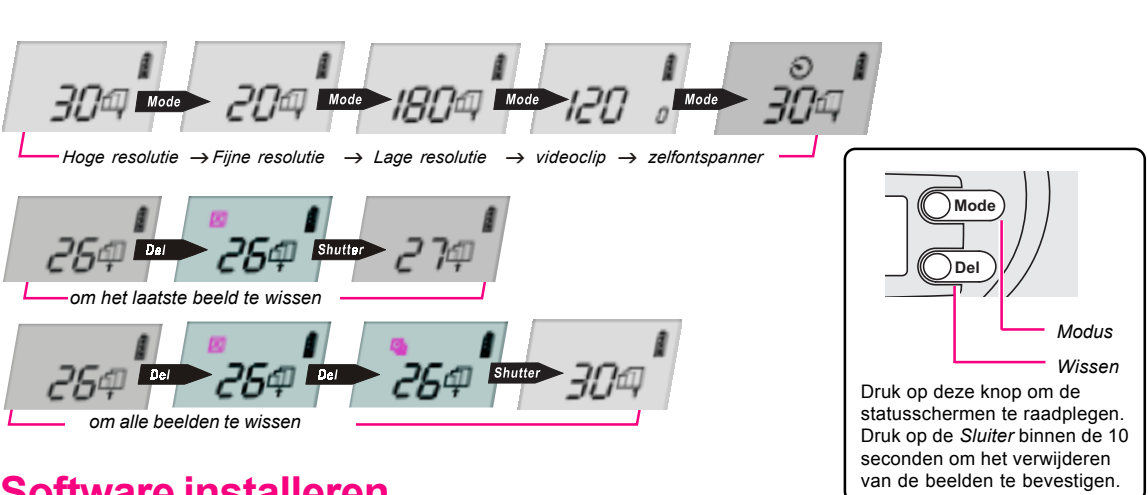 30 Mode 20 Mode 180 Mode 120 0 Mode 30
Hoge resolutie → Fijne resolutie → Lage resolutie → videoclip → zelfontspanner
26 Del 26 Shutter 27
om het laatste beeld te wissen
26 Del 26 Del 26 Shutter 30
om alle beelden te wissen
Mode
Del
Modus
Wissen
Druk op deze knop om de
statusschermen te raadplegen.
Druk op de Sluiter binnen de 10
seconden om het verwijderen
van de beelden te bevestigen.
Software installeren